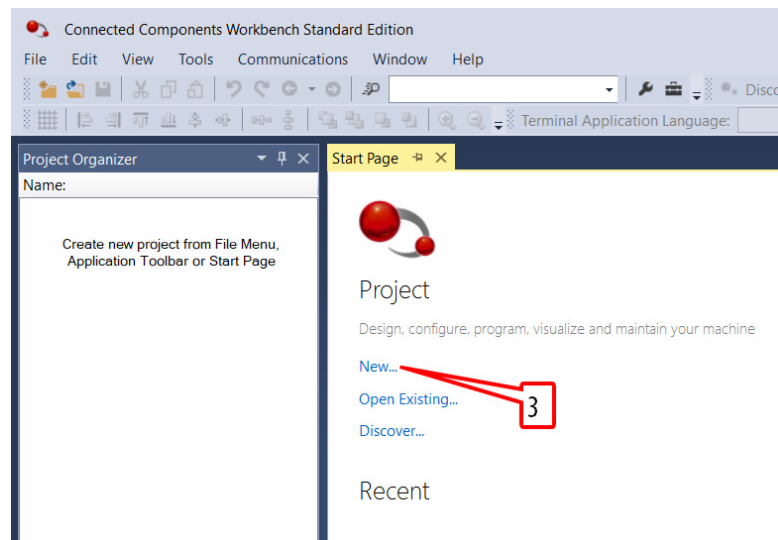 Connected Components Workbench Standard Edition
File Edit View Tools Communications Window Help
Disco
Terminal Application Language:
Project Organizer
Start Page
Name:
Create new project from File Menu,
Application Toolbar or Start Page
Project
Design, configure, program, visualize and maintain your machine
New...
Open Existing...
3
Discover...
Recent